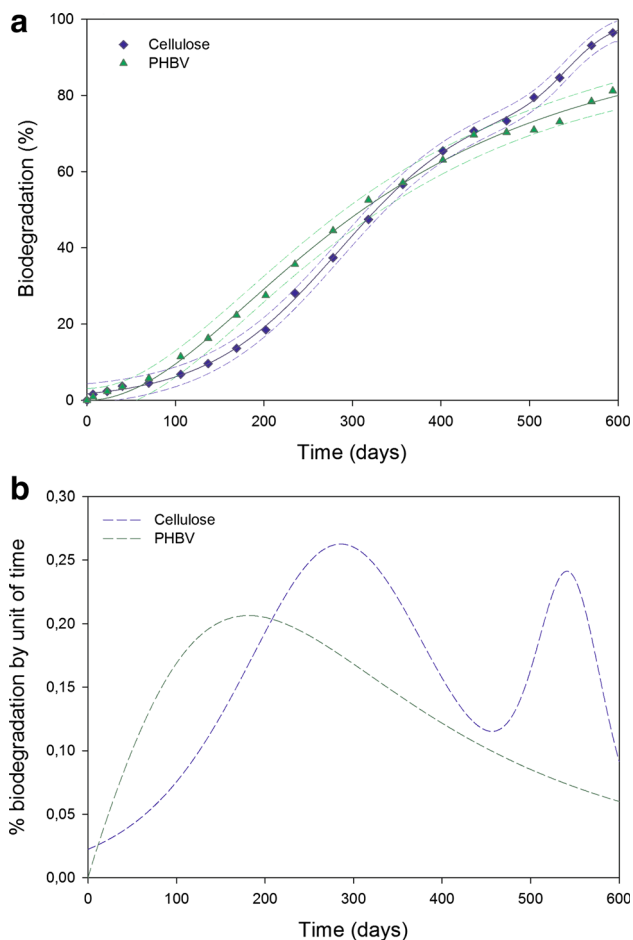 a
100
80
60
40
20
0
Biodegradation (%)
Cellulose
PHBV
0 100 200 300 400 500 600
Time (days)
b
0,30
0,25
0,20
0,15
0,10
0,05
0,00
% biodegradation by unit of time
Cellulose
PHBV
0 100 200 300 400 500 600
Time (days)